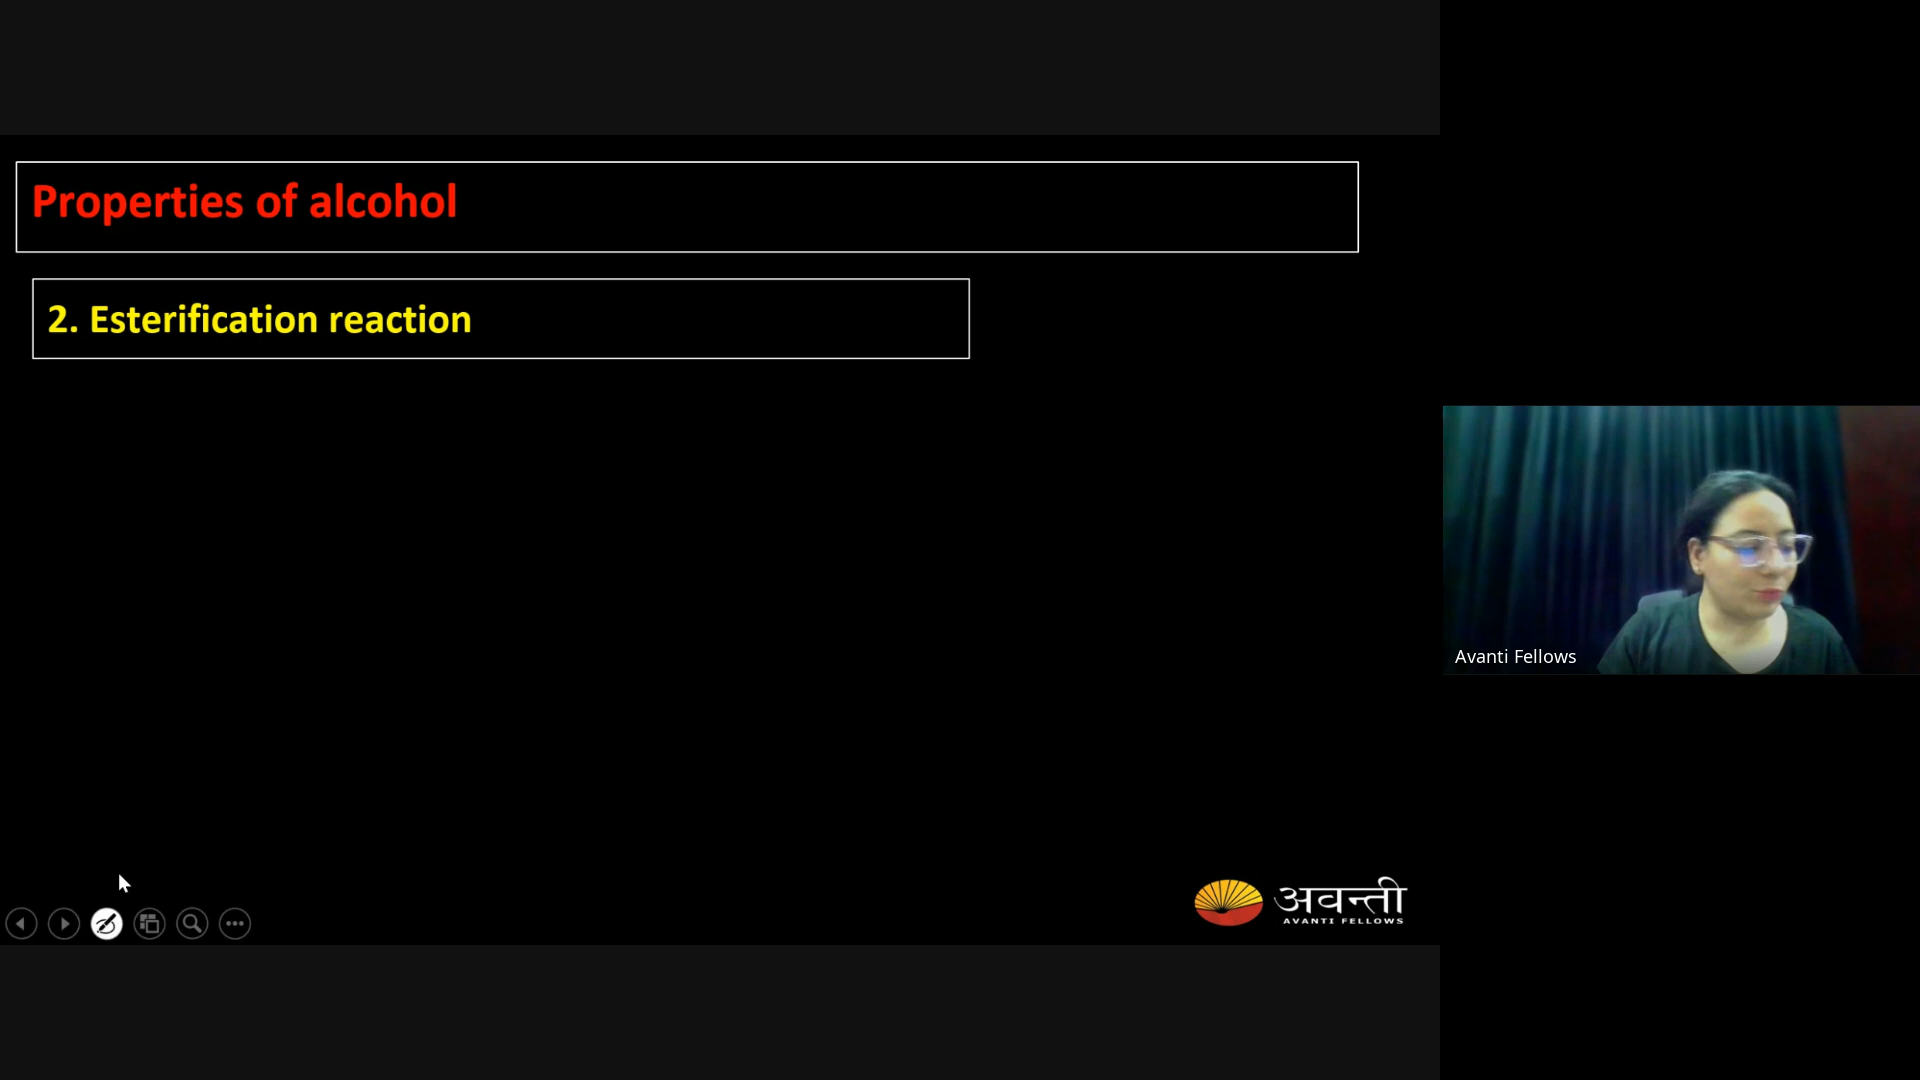 Properties of alcohol
2. Esterification reaction
Avanti Fellows
अवन्ती
AVANTI FELLOWS